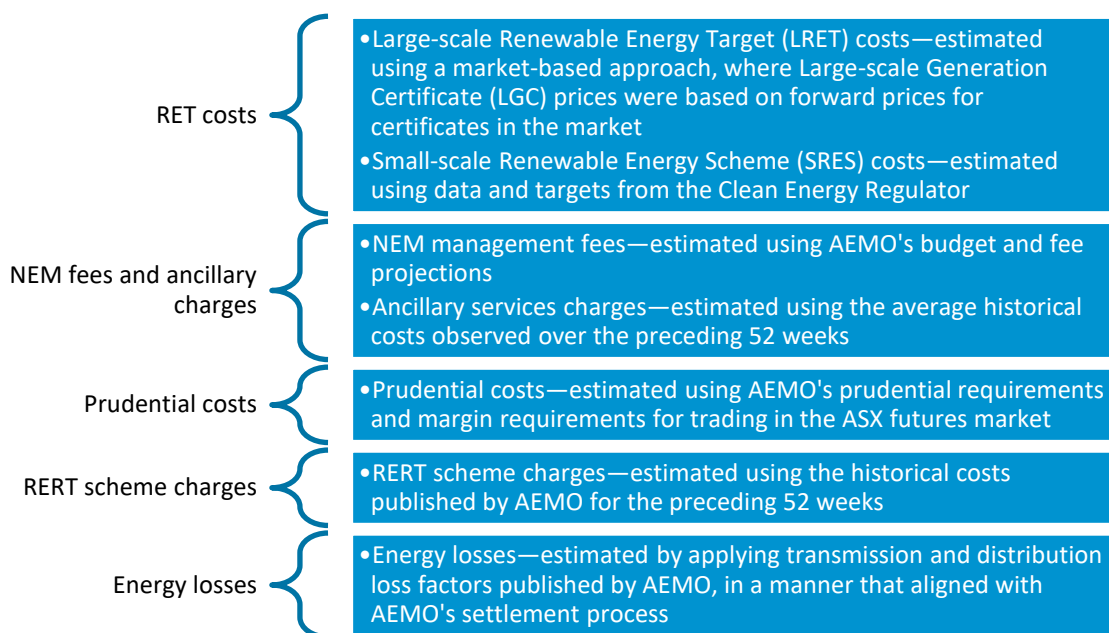 RET costs
•Large-scale Renewable Energy Target (LRET) costs—estimated
using a market-based approach, where Large-scale Generation
Certificate (LGC) prices were based on forward prices for
certificates in the market
•Small-scale Renewable Energy Scheme (SRES) costs—estimated
using data and targets from the Clean Energy Regulator
NEM fees and ancillary
charges
•NEM management fees—estimated using AEMO's budget and fee
projections
•Ancillary services charges—estimated using the average historical
costs observed over the preceding 52 weeks
Prudential costs
•Prudential costs—estimated using AEMO's prudential requirements
and margin requirements for trading in the ASX futures market
RERT scheme charges
•RERT scheme charges—estimated using the historical costs
published by AEMO for the preceding 52 weeks
Energy losses
•Energy losses—estimated by applying transmission and distribution
loss factors published by AEMO, in a manner that aligned with
AEMO's settlement process